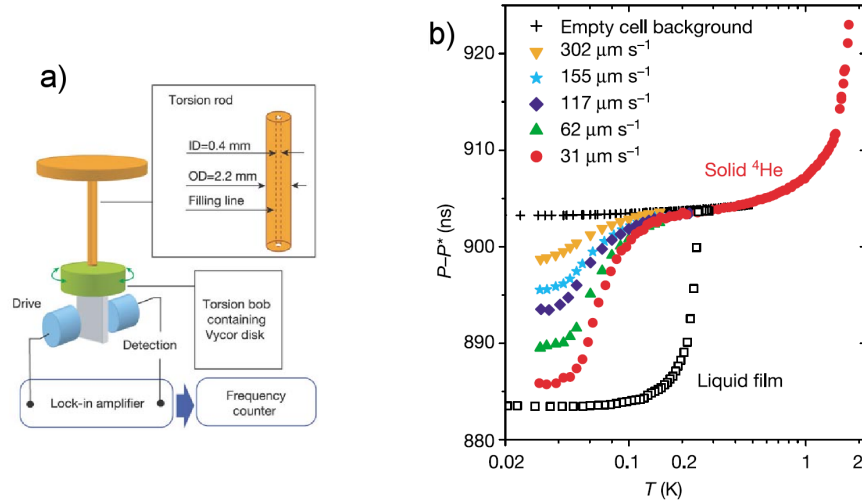 a)
Torsion rod
ID=0.4 mm
OD=2.2 mm
Filling line
Drive
Torsion bob
containing
Vycor disk
Detection
Lock-in amplifier
Frequency
counter
b)
925
920
910
900
890
880
P–P* (ns)
Empty cell background
302 μm s⁻¹
155 μm s⁻¹
117 μm s⁻¹
62 μm s⁻¹
31 μm s⁻¹
Solid ⁴He
Liquid film
0.02
0.1
0.2
1
2
T (K)